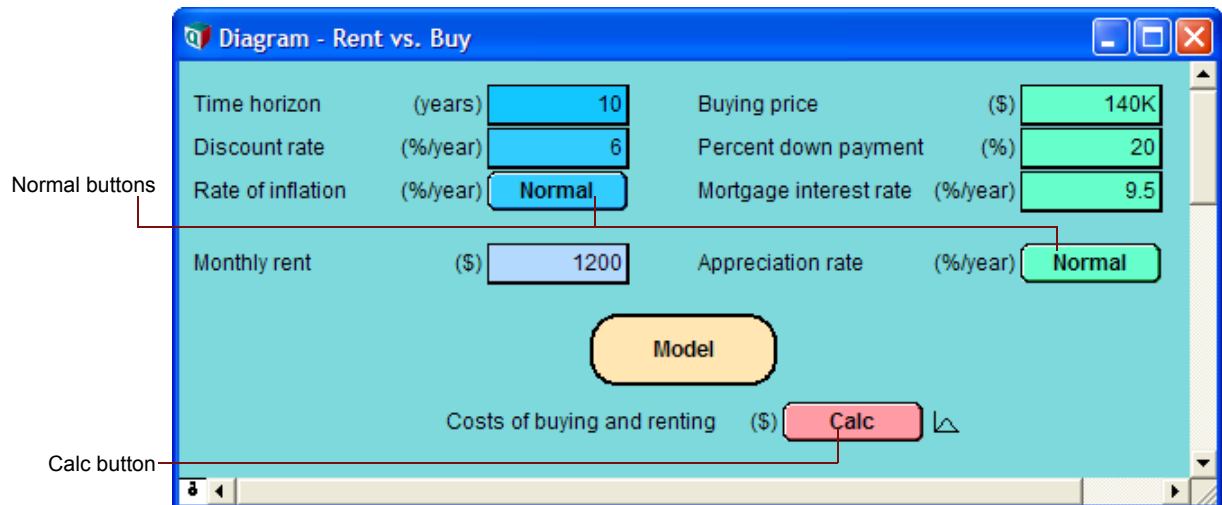 Diagram - Rent vs. Buy
Time horizon (years) 10 Buying price ($) 140K
Discount rate (%/year) 6 Percent down payment (%) 20
Normal buttons
Rate of inflation (%/year) Normal Mortgage interest rate (%/year) 9.5
Monthly rent ($) 1200 Appreciation rate (%/year) Normal
Model
Costs of buying and renting ($) Calc
Calc button